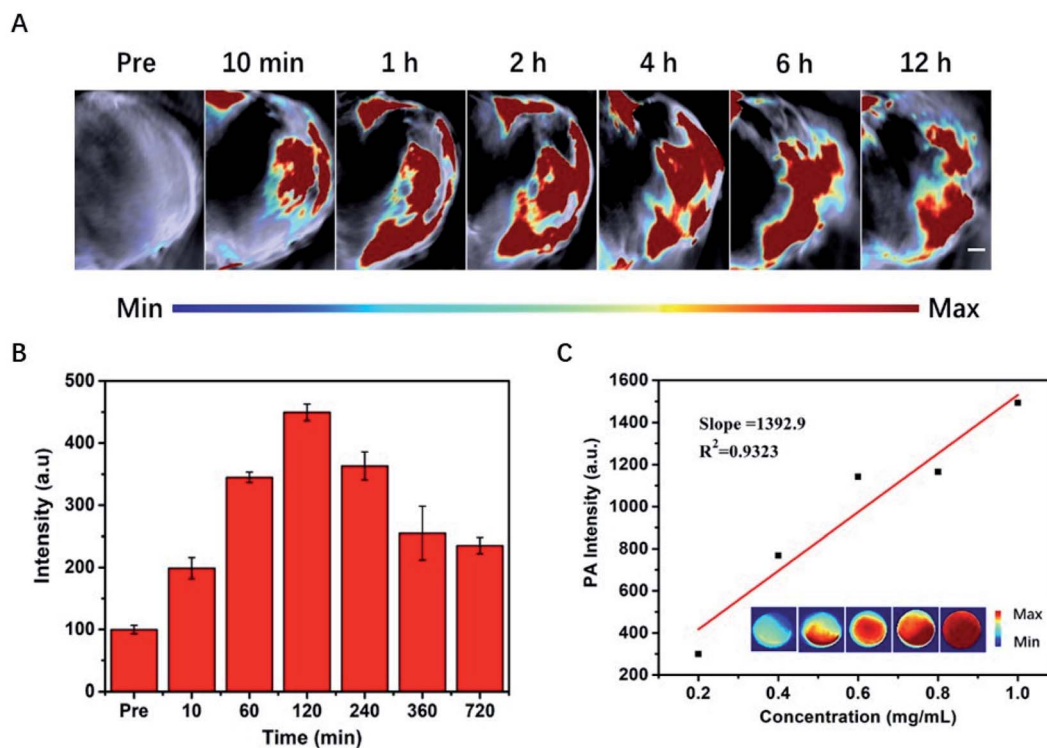 A
Pre 10 min 1 h 2 h 4 h 6 h 12 h
Min Max
B
500
400
300
200
100
0
Intensity (a.u)
Pre 10 60 120 240 360 720
Time (min)
C
1600
1400
1200
1000
800
600
400
200
PA Intensity (a.u.)
Slope =1392.9
R²=0.9323
Max
Min
0.2 0.4 0.6 0.8 1.0
Concentration (mg/mL)